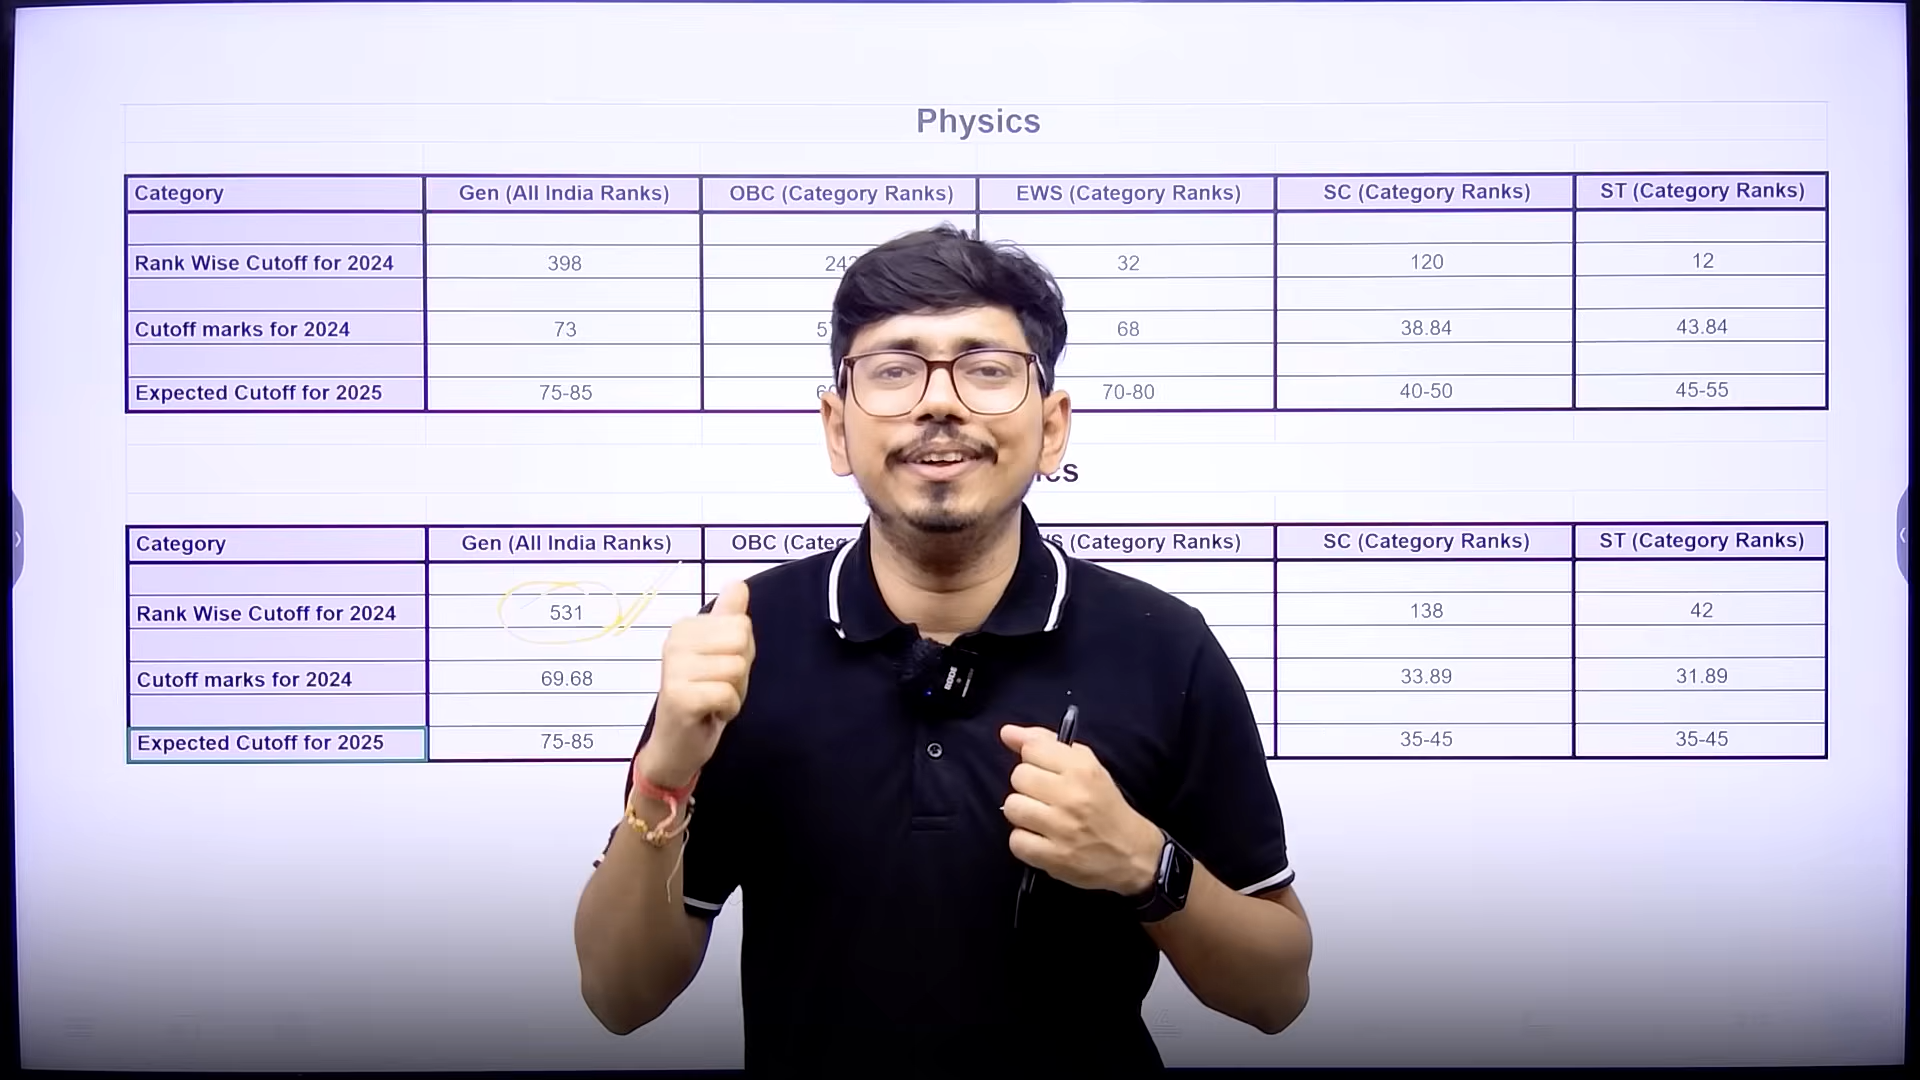 Physics
Category Gen (All India Ranks) OBC (Category Ranks) EWS (Category Ranks) SC (Category Ranks) ST (Category Ranks)
Rank Wise Cutoff for 2024 398 32 120 12
Cutoff marks for 2024 73 68 38.84 43.84
Expected Cutoff for 2025 75-85 70-80 40-50 45-55
Category Gen (All India Ranks) OBC (Category Ranks) SC (Category Ranks) ST (Category Ranks)
Rank Wise Cutoff for 2024 531 138 42
Cutoff marks for 2024 69.68 33.89 31.89
Expected Cutoff for 2025 75-85 35-45 35-45
RODE